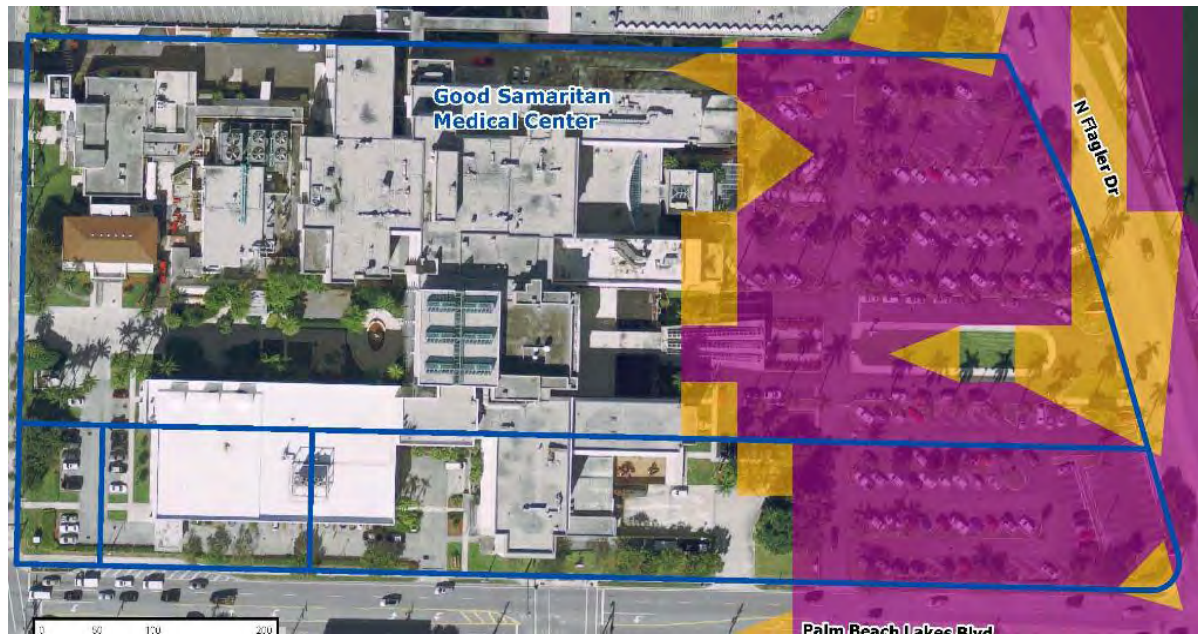 Good Samaritan
Medical Center
N Flagler Dr
0 50 100 200
Palm Beach Lakes Blvd